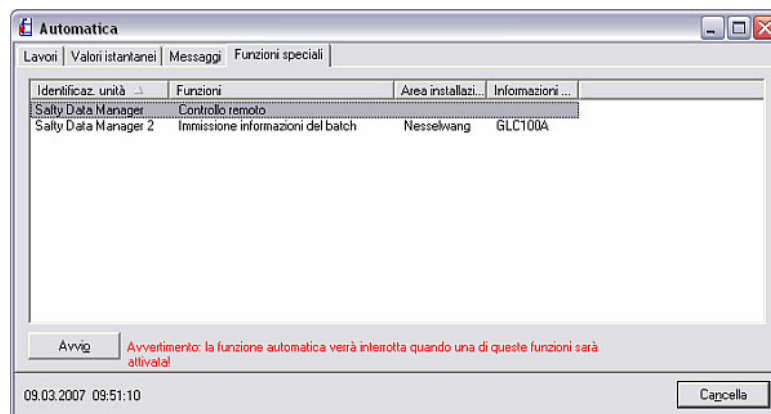 Automatica
Lavori Valori istantanei Messaggi Funzioni speciali
Identificaz. unità Funzioni Area installazi... Informazioni ...
Safty Data Manager Controllo remoto
Safty Data Manager 2 Immissione informazioni del batch Nesselwang GLC100A
Avvio Avvertimento: la funzione automatica verrà interrotta quando una di queste funzioni sarà
attivata!
09.03.2007 09:51:10 Cancella